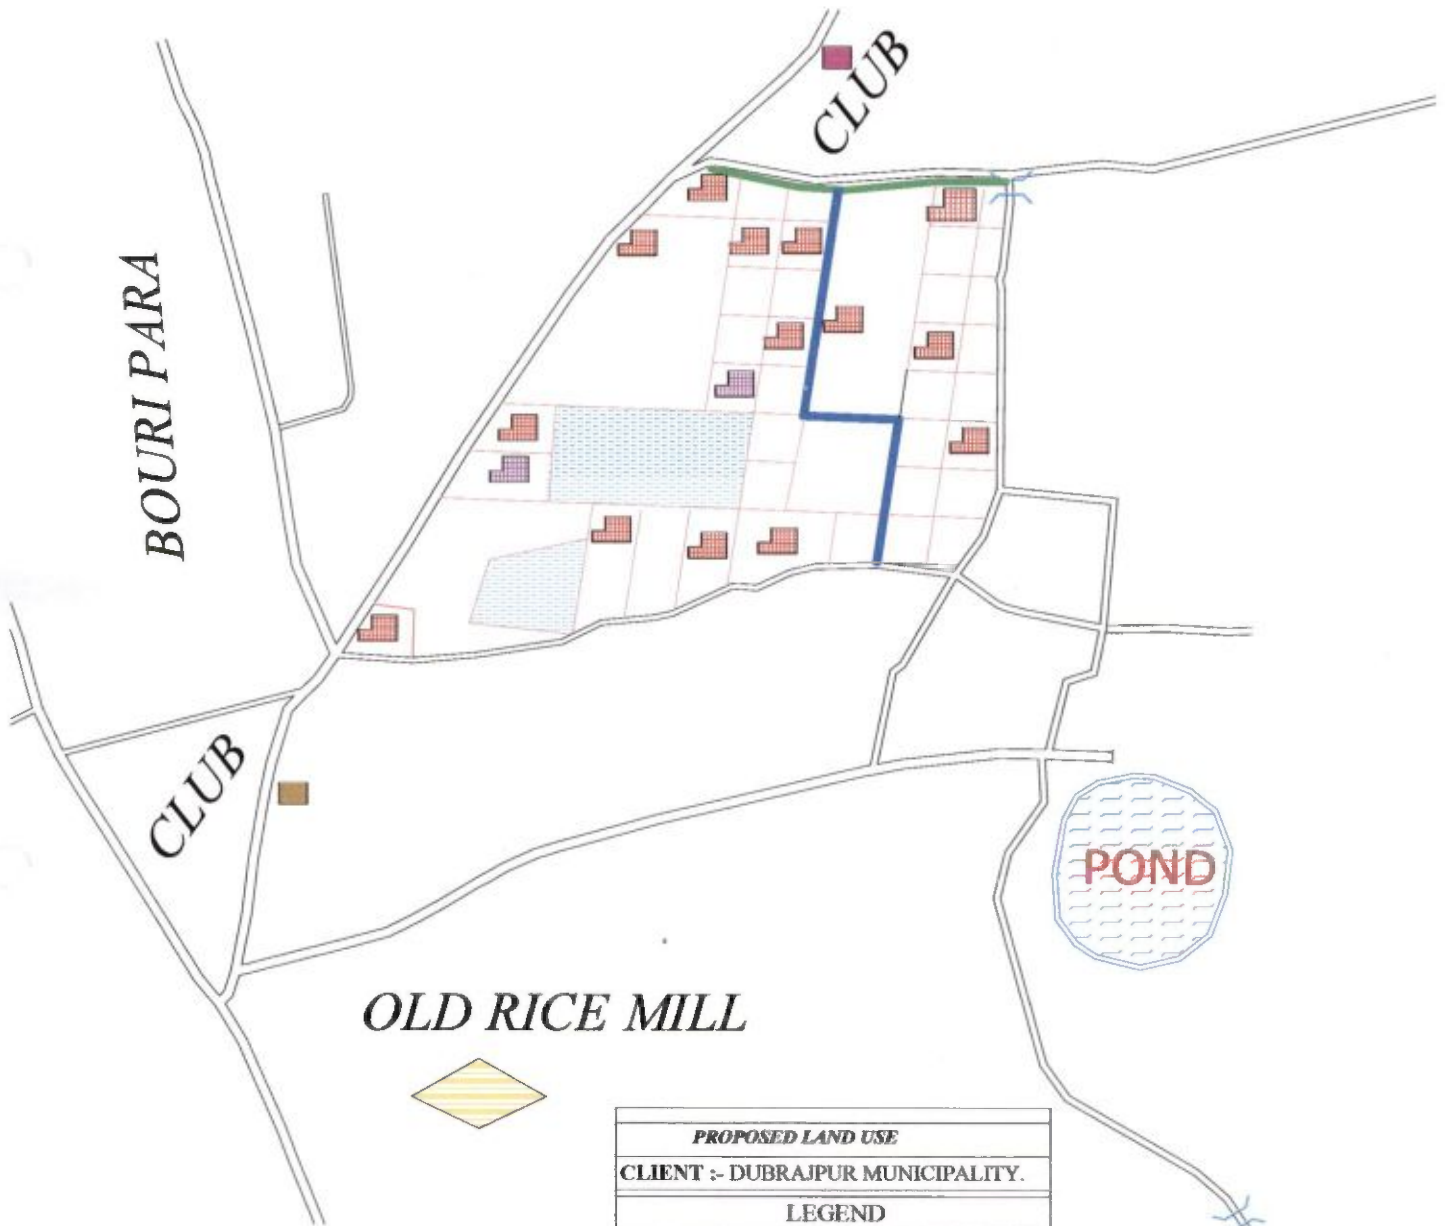 CLUB
BOURI PARA
CLUB
POND
OLD RICE MILL
PROPOSED LAND USE
CLIENT :- DUBRAJPUR MUNICIPALITY.
LEGEND